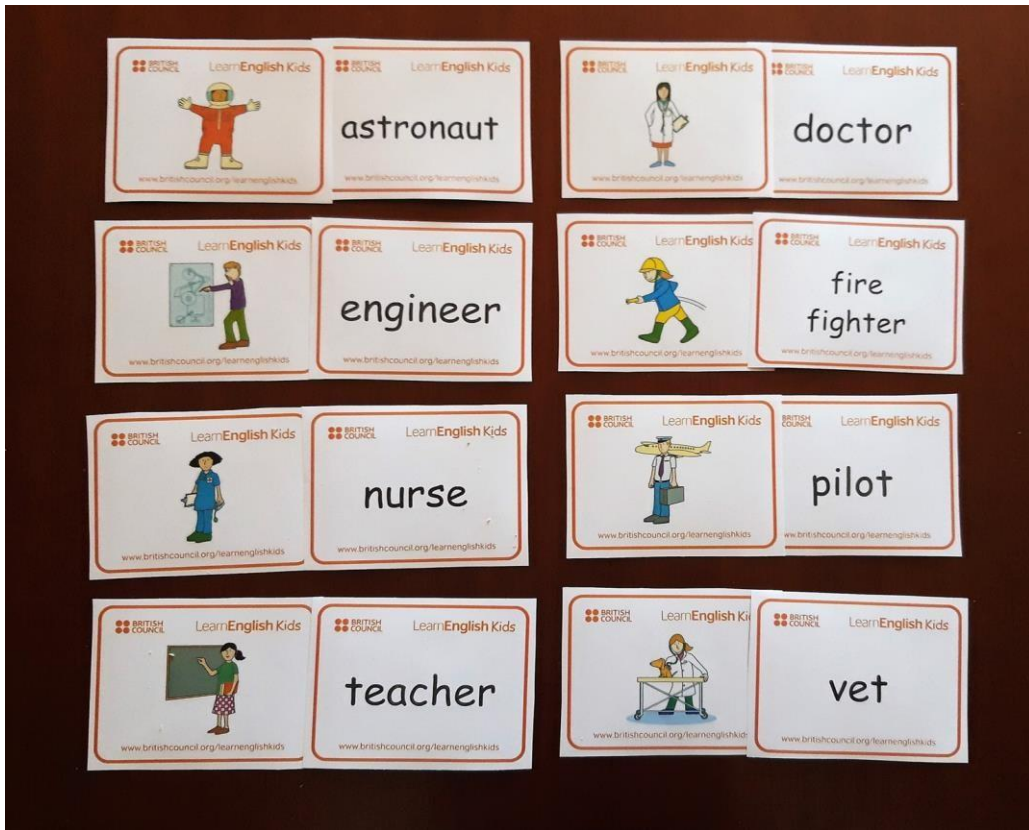 BRITISH
COUNCIL
LearnEnglish Kids
www.britishcouncil.org/learnenglishkids
BRITISH
COUNCIL
LearnEnglish Kids
astronaut
www.britishcouncil.org/learnenglishkids
BRITISH
COUNCIL
LearnEnglish Kids
www.britishcouncil.org/learnenglishkids
BRITISH
COUNCIL
LearnEnglish Kids
doctor
www.britishcouncil.org/learnenglishkids
BRITISH
COUNCIL
LearnEnglish Kids
www.britishcouncil.org/learnenglishkids
BRITISH
COUNCIL
LearnEnglish Kids
engineer
www.britishcouncil.org/learnenglishkids
BRITISH
COUNCIL
LearnEnglish Kids
www.britishcouncil.org/learnenglishkids
BRITISH
COUNCIL
LearnEnglish Kids
fire
fighter
www.britishcouncil.org/learnenglishkids
BRITISH
COUNCIL
LearnEnglish Kids
www.britishcouncil.org/learnenglishkids
BRITISH
COUNCIL
LearnEnglish Kids
nurse
www.britishcouncil.org/learnenglishkids
BRITISH
COUNCIL
LearnEnglish Kids
www.britishcouncil.org/learnenglishkids
BRITISH
COUNCIL
LearnEnglish Kids
pilot
www.britishcouncil.org/learnenglishkids
BRITISH
COUNCIL
LearnEnglish Kids
www.britishcouncil.org/learnenglishkids
BRITISH
COUNCIL
LearnEnglish Kids
teacher
www.britishcouncil.org/learnenglishkids
BRITISH
COUNCIL
LearnEnglish Ki
www.britishcouncil.org/learnenglishkids
BRITISH
COUNCIL
LearnEnglish Kids
vet
www.britishcouncil.org/learnenglishkids